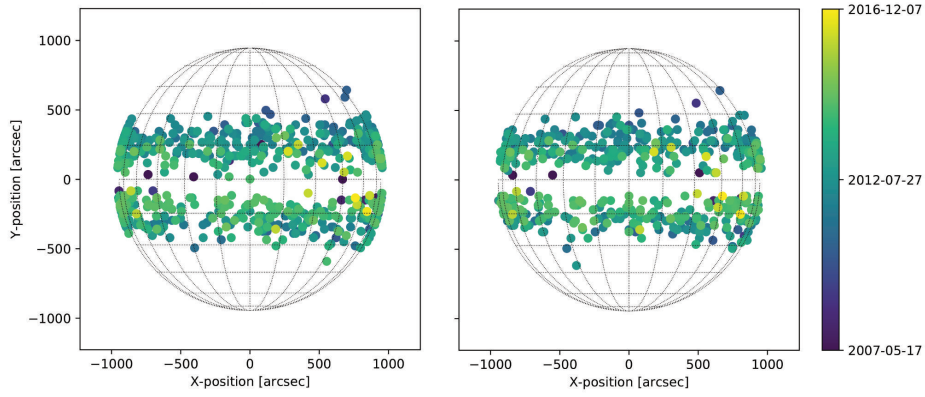 1000
500
0
−500
−1000
Y-position [arcsec]
−1000 −500 0 500 1000
X-position [arcsec]
−1000 −500 0 500 1000
X-position [arcsec]
2016-12-07
2012-07-27
2007-05-17